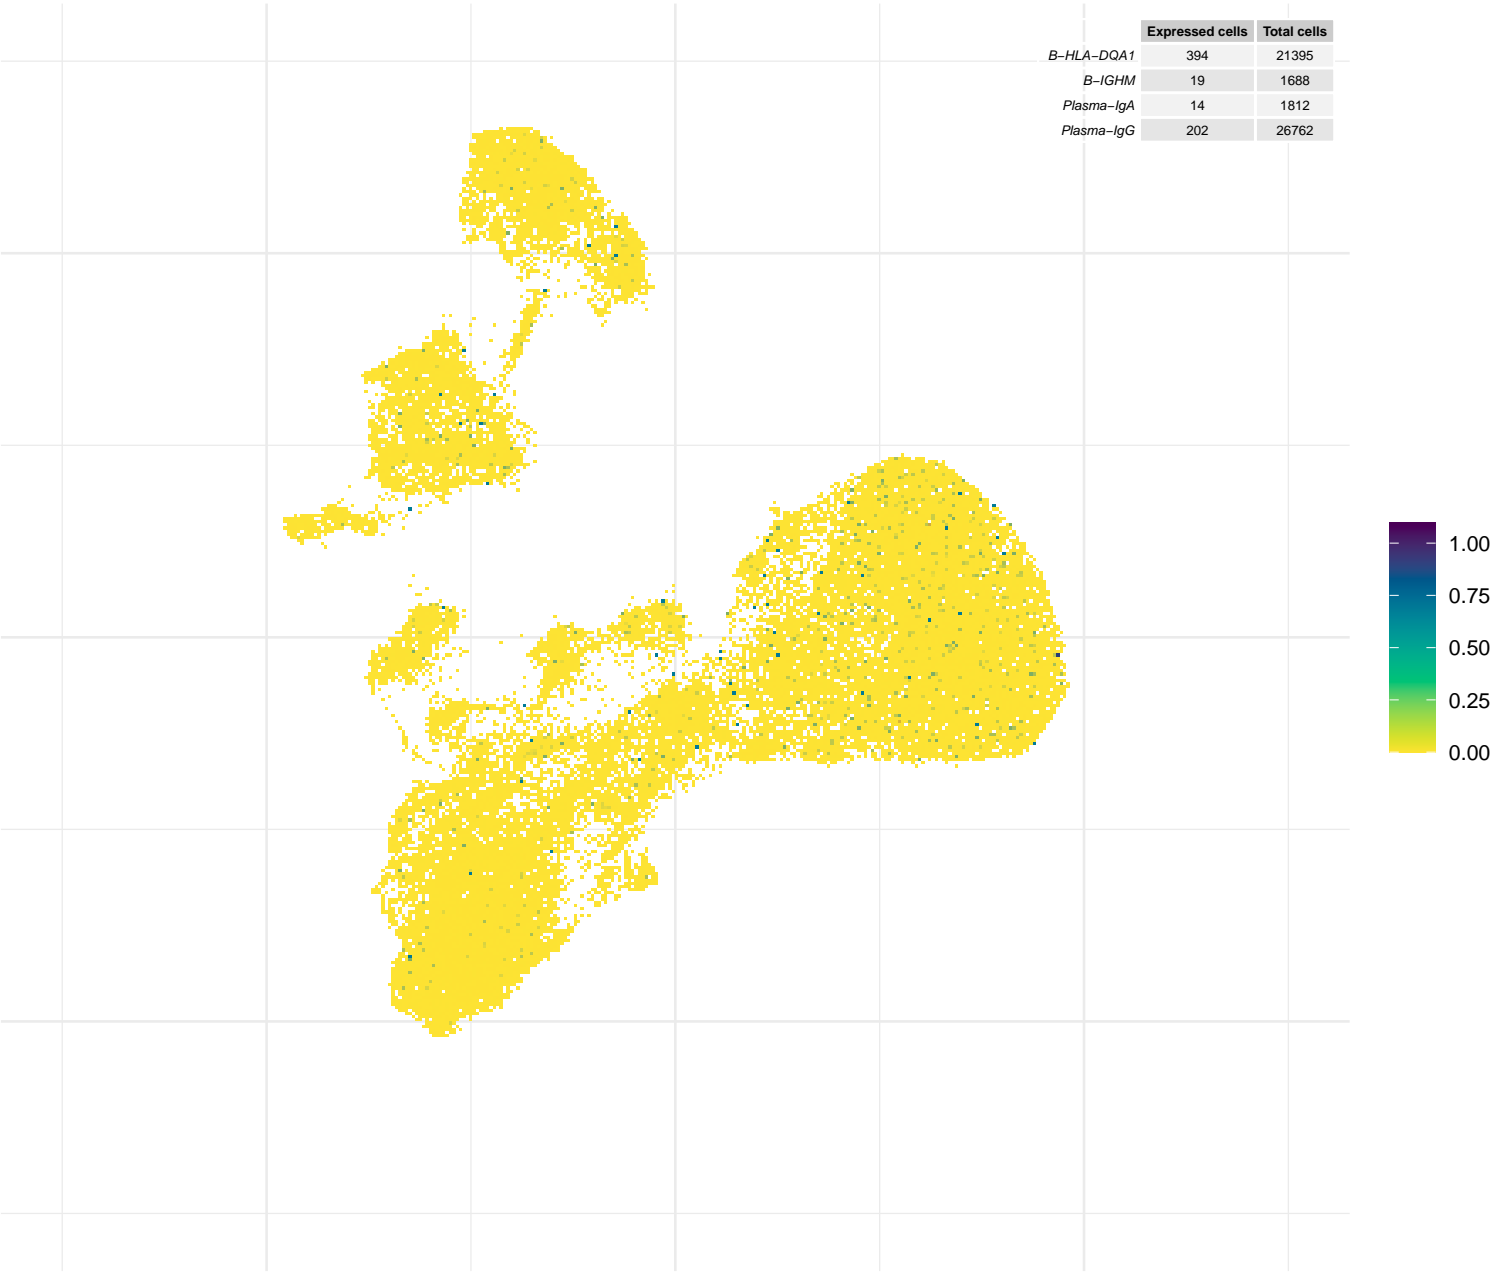 Expressed cells Total cells
B−HLA−DQA1 394 21395
B−IGHM 19 1688
Plasma−IgA 14 1812
Plasma−IgG 202 26762
1.00
0.75
0.50
0.25
0.00